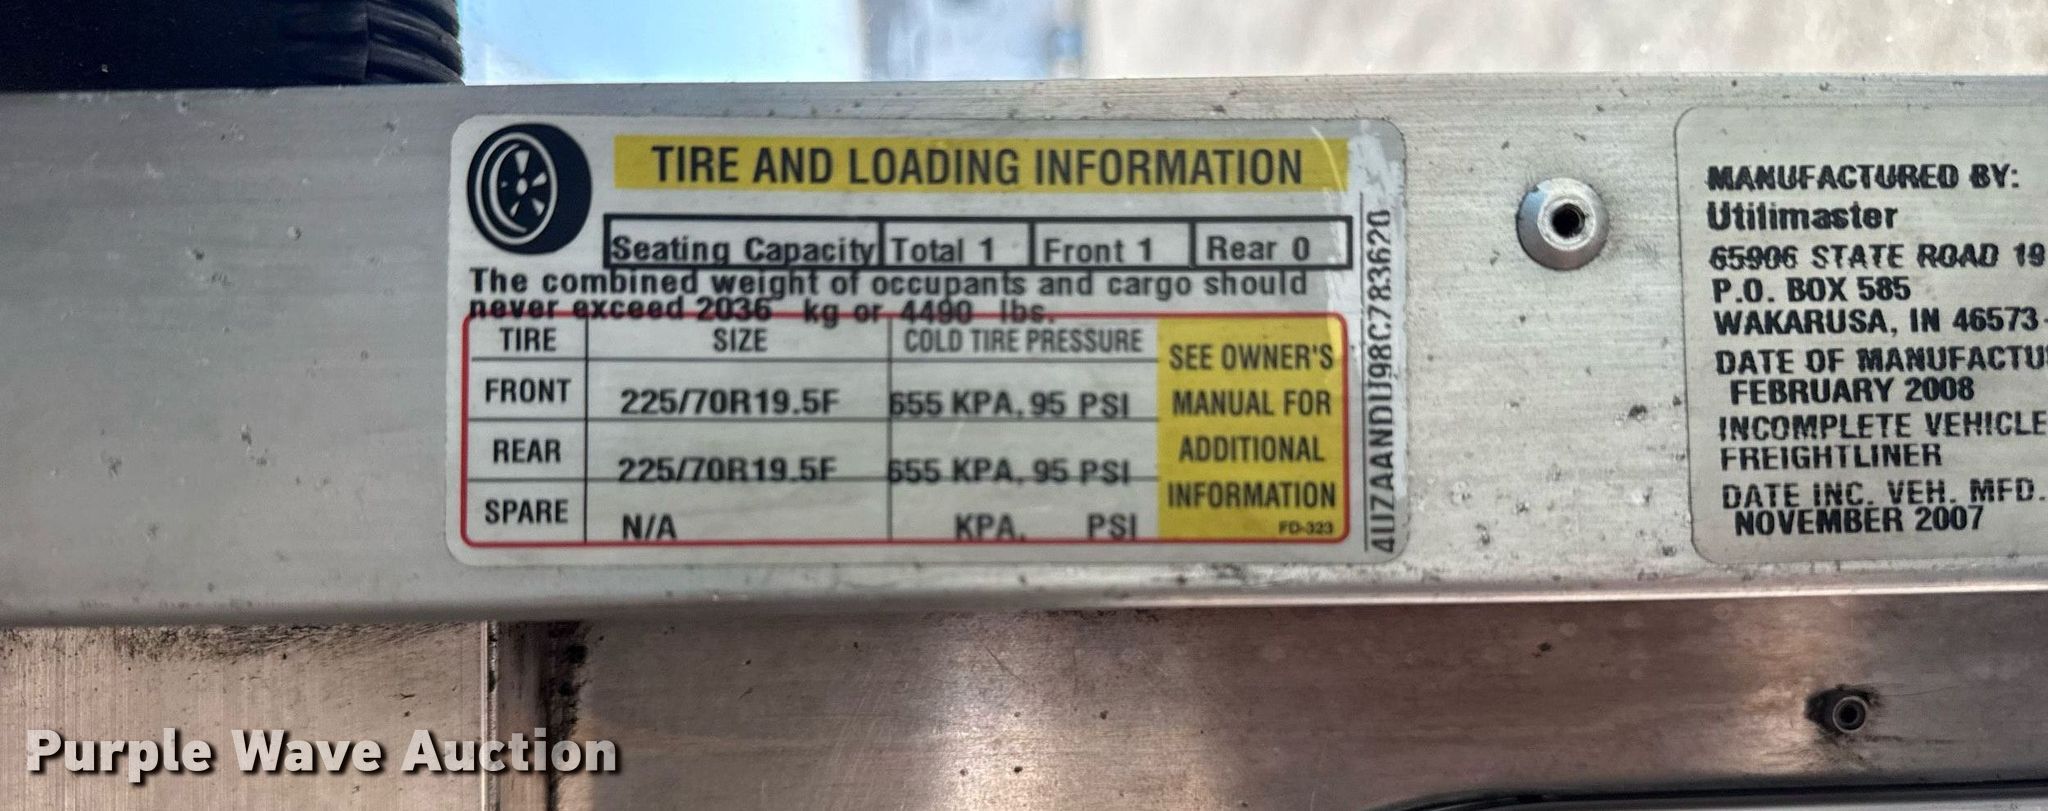 TIRE AND LOADING INFORMATION
Seating Capacity Total 1 Front 1 Rear 0
The combined weight of occupants and cargo should
never exceed 2036 kg or 4490 lbs.
TIRE SIZE COLD TIRE PRESSURE
FRONT 225/70R19.5F 655 KPA, 95 PSI
REAR 225/70R19.5F 655 KPA, 95 PSI
SPARE N/A KPA, PSI
SEE OWNER'S
MANUAL FOR
ADDITIONAL
INFORMATION
FD-323
4UZAANDU98C783620
MANUFACTURED BY:
Utilimaster
65906 STATE ROAD 19
P.O. BOX 585
WAKARUSA, IN 46573-
DATE OF MANUFACTU
FEBRUARY 2008
INCOMPLETE VEHICLE
FREIGHTLINER
DATE INC. VEH. MFD.
NOVEMBER 2007
Purple Wave Auction